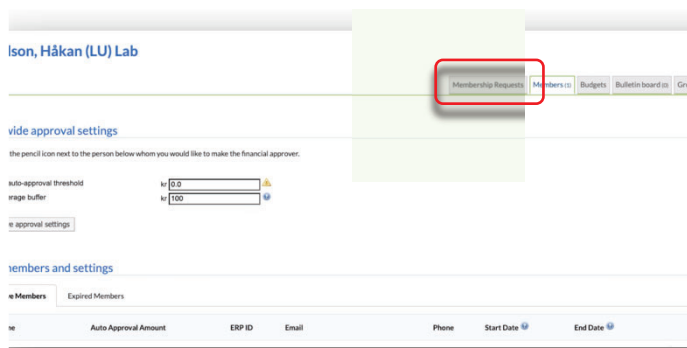 lson, Håkan (LU) Lab
Membership Requests Members (1) Budgets Bulletin board (0)
wide approval settings
the pencil icon next to the person below whom you would like to make the financial approver.
auto-approval threshold kr 0.0
buffer kr 100
approval settings
members and settings
Members Expired Members
Auto Approval Amount ERP ID Email Phone Start Date End Date